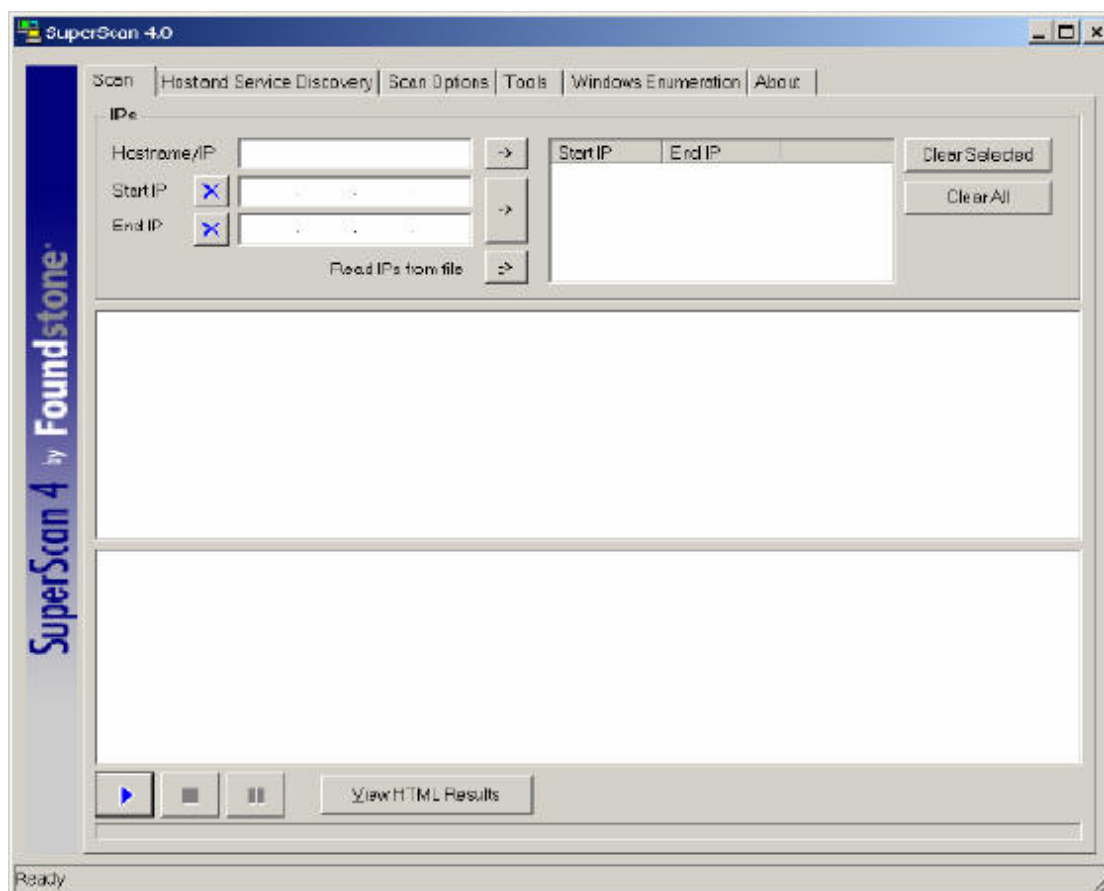 SuperScan 4.0
Scan Host and Service Discovery Scan Options Tools Windows Enumeration About
IPs
Hostname/IP -> Start IP End IP Clear Selected
Start IP X -> Clear All
End IP X
Read IPs from file ->
SuperScan 4 by Foundstone
View HTML Results
Ready